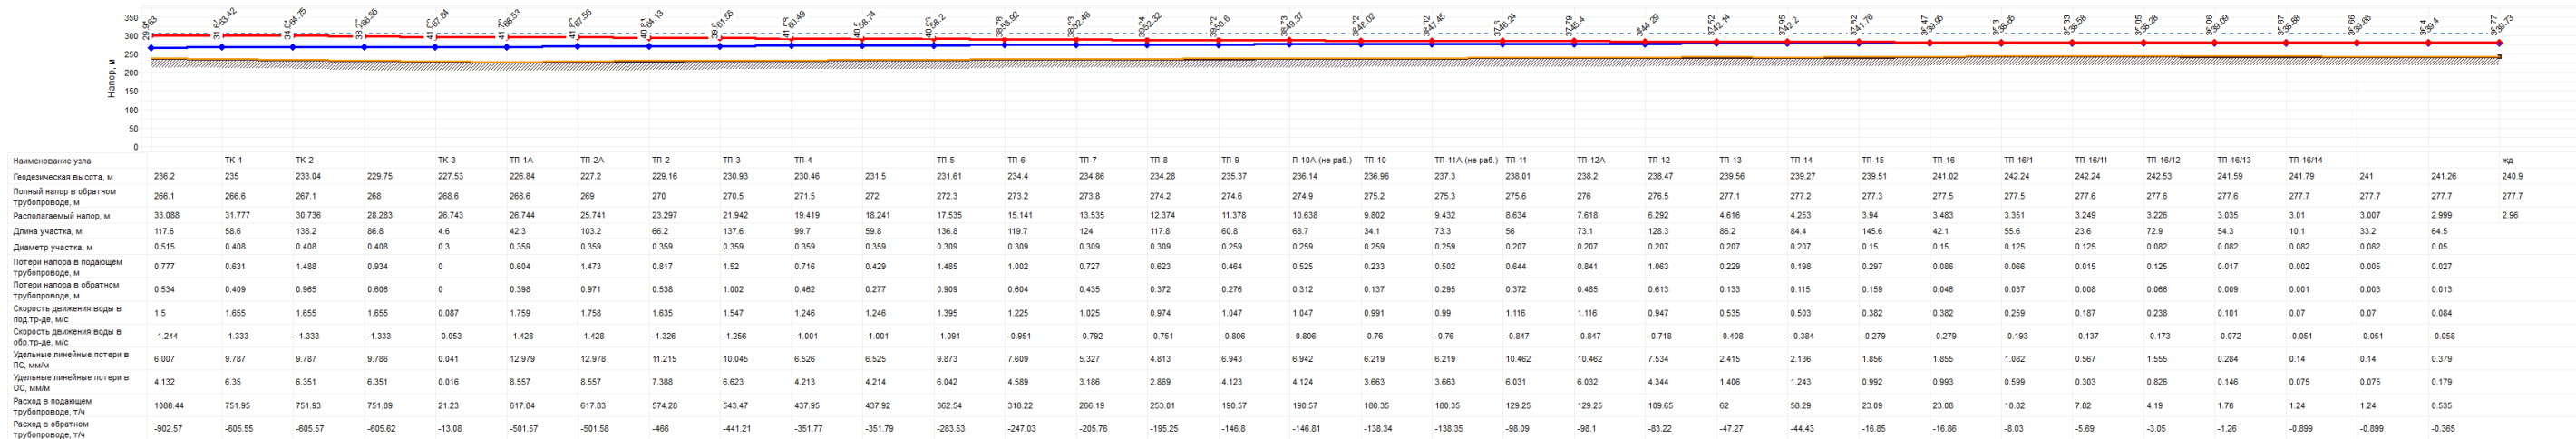 350
300
250
200
150
100
50
0
Напор, м
Наименование узла ТК-1 ТК-2 ТК-3 ТП-1А ТП-2А ТП-2 ТП-3 ТП-4 ТП-5 ТП-6 ТП-7 ТП-8 ТП-9 П-10А (не раб.) ТП-10 ТП-11А (не раб.) ТП-11 ТП-12А ТП-12 ТП-13 ТП-14 ТП-15 ТП-16 ТП-16/1 ТП-16/11 ТП-16/12 ТП-16/13 ТП-16/14 жд
Геодезическая высота, м 236.2 235 233.04 229.75 227.53 226.84 227.2 229.16 230.93 230.46 231.5 231.61 234.4 234.86 234.28 235.37 236.14 236.96 237.3 238.01 238.2 238.47 239.56 239.27 239.51 241.02 242.24 242.24 242.53 241.59 241.79 241 241.26 240.9
Полный напор в обратном
трубопроводе, м 266.1 266.6 267.1 268 268.6 268.6 269 270 270.5 271.5 272 272.3 273.2 273.8 274.2 274.6 274.9 275.2 275.3 275.6 276 276.5 277.1 277.2 277.3 277.5 277.5 277.6 277.6 277.6 277.7 277.7 277.7 277.7
Располагаемый напор, м 33.088 31.777 30.736 28.283 26.743 26.744 25.741 23.297 21.942 19.419 18.241 17.535 15.141 13.535 12.374 11.378 10.638 9.802 9.432 8.634 7.618 6.292 4.616 4.253 3.94 3.483 3.351 3.249 3.226 3.035 3.01 3.007 2.999 2.96
Длина участка, м 117.6 58.6 138.2 86.8 4.6 42.3 103.2 66.2 137.6 99.7 59.8 136.8 119.7 124 117.8 60.8 68.7 34.1 73.3 56 73.1 128.3 86.2 84.4 145.6 42.1 55.6 23.6 72.9 54.3 10.1 33.2 64.5
Диаметр участка, м 0.515 0.408 0.408 0.408 0.3 0.359 0.359 0.359 0.359 0.359 0.359 0.309 0.309 0.309 0.309 0.259 0.259 0.259 0.259 0.207 0.207 0.207 0.207 0.207 0.15 0.15 0.125 0.125 0.082 0.082 0.082 0.082 0.05
Потери напора в подающем
трубопроводе, м 0.777 0.631 1.488 0.934 0 0.604 1.473 0.817 1.52 0.716 0.429 1.485 1.002 0.727 0.623 0.464 0.525 0.233 0.502 0.644 0.841 1.063 0.229 0.198 0.297 0.086 0.066 0.015 0.125 0.017 0.002 0.005 0.027
Потери напора в обратном
трубопроводе, м 0.534 0.409 0.965 0.606 0 0.398 0.971 0.538 1.002 0.462 0.277 0.909 0.604 0.435 0.372 0.276 0.312 0.137 0.295 0.372 0.485 0.613 0.133 0.115 0.159 0.046 0.037 0.008 0.066 0.009 0.001 0.003 0.013
Скорость движения воды в
под.тр-де, м/с 1.5 1.655 1.655 1.655 0.087 1.759 1.758 1.635 1.547 1.246 1.246 1.395 1.225 1.025 0.974 1.047 1.047 0.991 0.99 1.116 1.116 0.947 0.535 0.503 0.382 0.382 0.259 0.187 0.238 0.101 0.07 0.07 0.084
Скорость движения воды в
обр.тр-де, м/с -1.244 -1.333 -1.333 -1.333 -0.053 -1.428 -1.428 -1.326 -1.256 -1.001 -1.001 -1.091 -0.951 -0.792 -0.751 -0.806 -0.806 -0.76 -0.76 -0.847 -0.847 -0.718 -0.408 -0.384 -0.279 -0.279 -0.193 -0.137 -0.173 -0.072 -0.051 -0.051 -0.058
Удельные линейные потери в
ПС, мм/м 6.007 9.787 9.787 9.786 0.041 12.979 12.978 11.215 10.045 6.526 6.525 9.873 7.609 5.327 4.813 6.943 6.942 6.219 6.219 10.462 10.462 7.534 2.415 2.136 1.856 1.855 1.082 0.567 1.555 0.284 0.14 0.14 0.379
Удельные линейные потери в
ОС, мм/м 4.132 6.35 6.351 6.351 0.016 8.557 8.557 7.388 6.623 4.213 4.214 6.042 4.589 3.186 2.869 4.123 4.124 3.663 3.663 6.031 6.032 4.344 1.406 1.243 0.992 0.993 0.599 0.303 0.826 0.146 0.075 0.075 0.179
Расход в подающем
трубопроводе, т/ч 1088.44 751.95 751.93 751.89 21.23 617.84 617.83 574.28 543.47 437.95 437.92 362.54 318.22 266.19 253.01 190.57 190.57 180.35 180.35 129.25 129.25 109.65 62 58.29 23.09 23.08 10.82 7.82 4.19 1.78 1.24 1.24 0.535
Расход в обратном
трубопроводе, т/ч -902.57 -605.55 -605.57 -605.62 -13.08 -501.57 -501.58 -466 -441.21 -351.77 -351.79 -283.53 -247.03 -205.76 -195.25 -146.8 -146.81 -138.34 -138.35 -98.09 -98.1 -83.22 -47.27 -44.43 -16.85 -16.86 -8.03 -5.69 -3.05 -1.26 -0.899 -0.899 -0.365